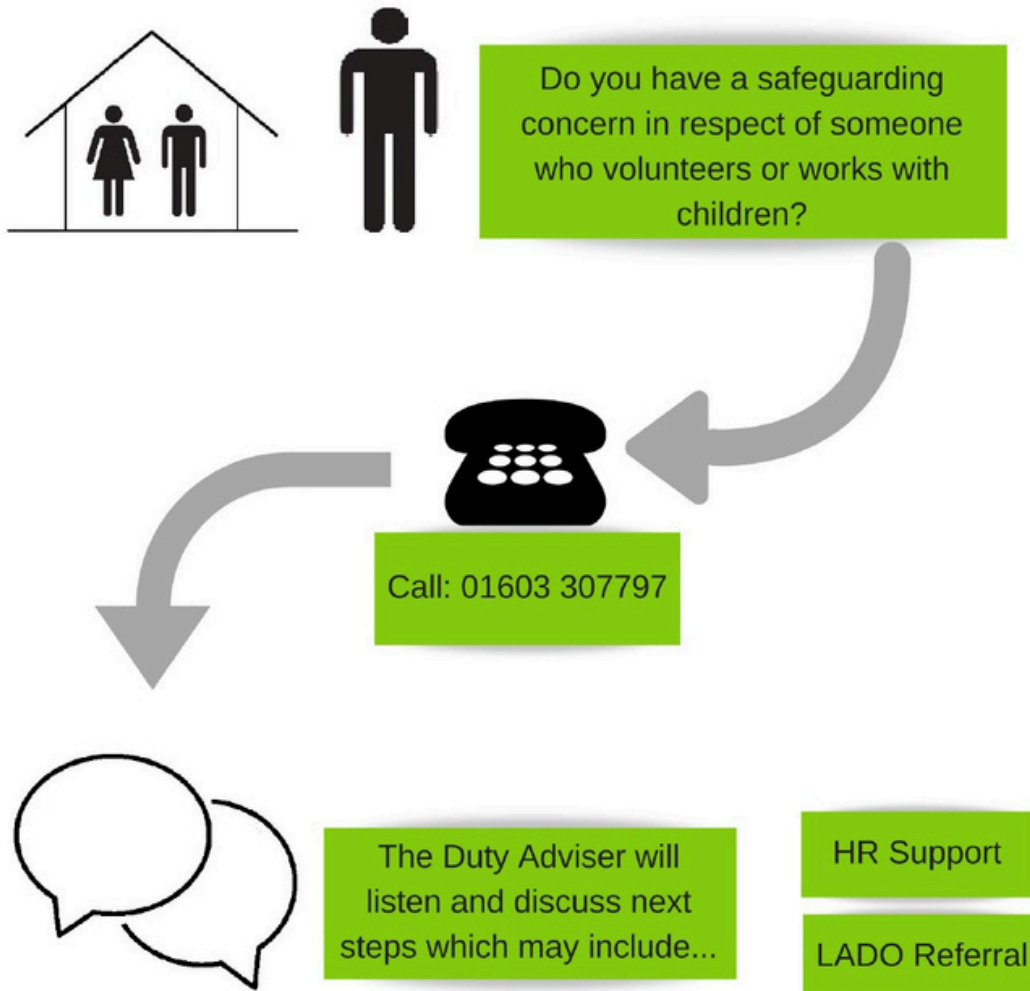 Do you have a safeguarding
concern in respect of someone
who volunteers or works with
children?
Call: 01603 307797
The Duty Adviser will
listen and discuss next
steps which may include...
HR Support
LADO Referral